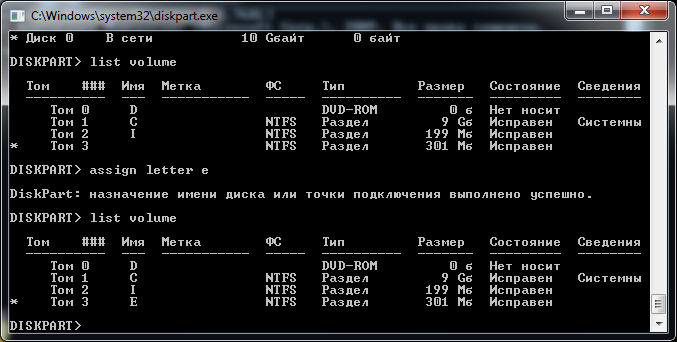 C:\Windows\system32\diskpart.exe
* Диск 0 В сети 10 Gбайт 0 байт
DISKPART> list volume
Том ### Имя Метка ФС Тип Размер Состояние Сведения
---------- --- ----------- ----- ---------- ------- --------- --------
Том 0 D DVD-ROM 0 б Нет носит
Том 1 C NTFS Раздел 9 Gб Исправен Системны
Том 2 I NTFS Раздел 199 Mб Исправен
* Том 3 NTFS Раздел 301 Mб Исправен
DISKPART> assign letter e
DiskPart: назначение имени диска или точки подключения выполнено успешно.
DISKPART> list volume
Том ### Имя Метка ФС Тип Размер Состояние Сведения
---------- --- ----------- ----- ---------- ------- --------- --------
Том 0 D DVD-ROM 0 б Нет носит
Том 1 C NTFS Раздел 9 Gб Исправен Системны
Том 2 I NTFS Раздел 199 Mб Исправен
* Том 3 E NTFS Раздел 301 Mб Исправен
DISKPART>